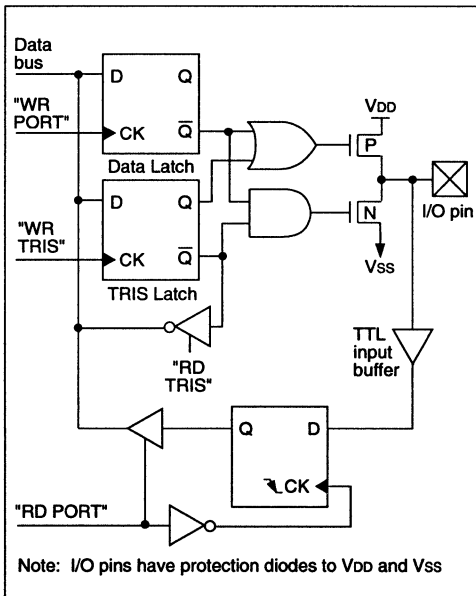 Data
bus
D
Q
"WR
PORT"
CK
Q
Data Latch
VDD
P
D
Q
N
I/O pin
"WR
TRIS"
CK
Q
VSS
TRIS Latch
TTL
input
buffer
"RD
TRIS"
Q
D
CK
"RD PORT"
Note: I/O pins have protection diodes to VDD and VSS